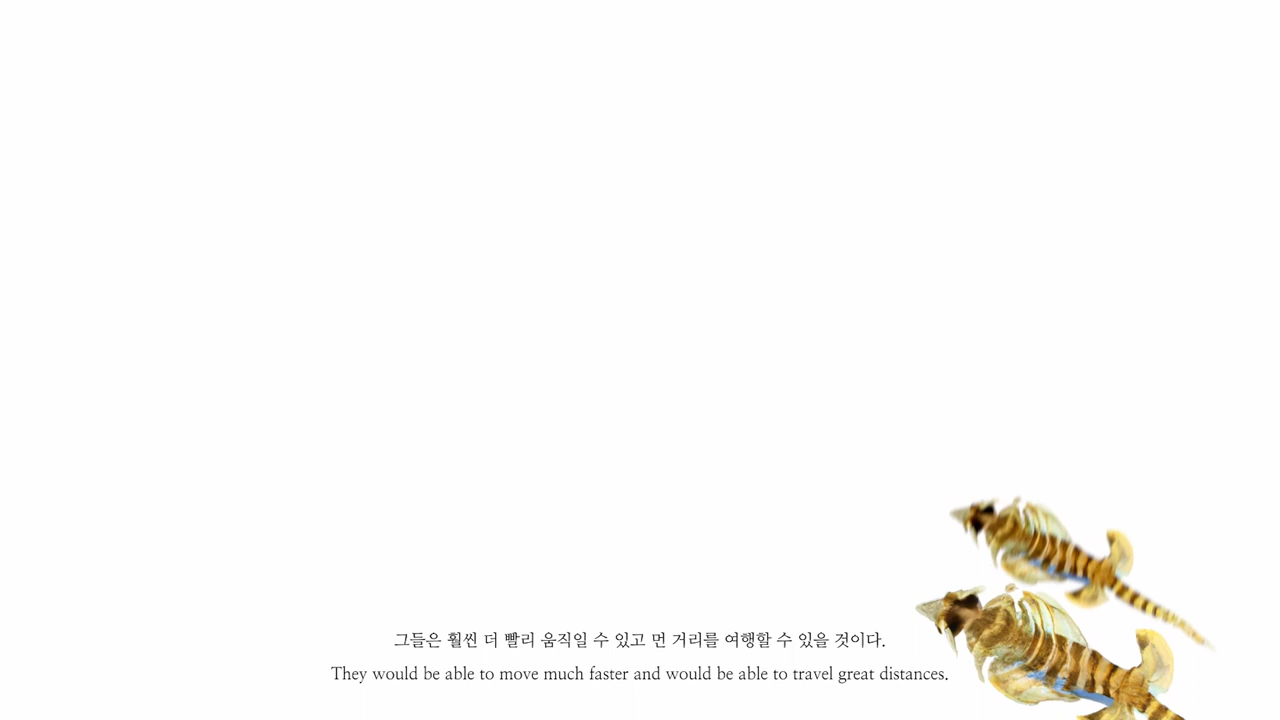 그들은 훨씬 더 빨리 움직일 수 있고 먼 거리를 여행할 수 있을 것이다.
They would be able to move much faster and would be able to travel great distances.